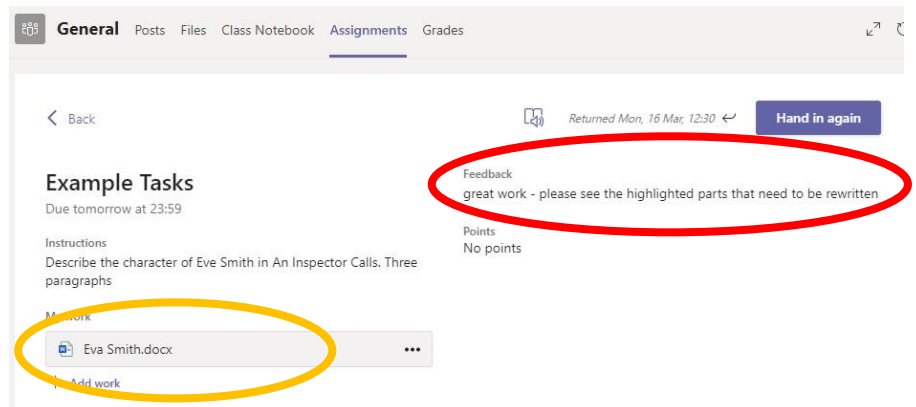 General Posts Files Class Notebook Assignments Grades
Back
Returned Mon, 16 Mar, 12:30
Hand in again
Example Tasks
Due tomorrow at 23:59
Instructions
Describe the character of Eve Smith in An Inspector Calls. Three
paragraphs
My work
Eva Smith.docx
Add work
Feedback
great work - please see the highlighted parts that need to be rewritten
Points
No points